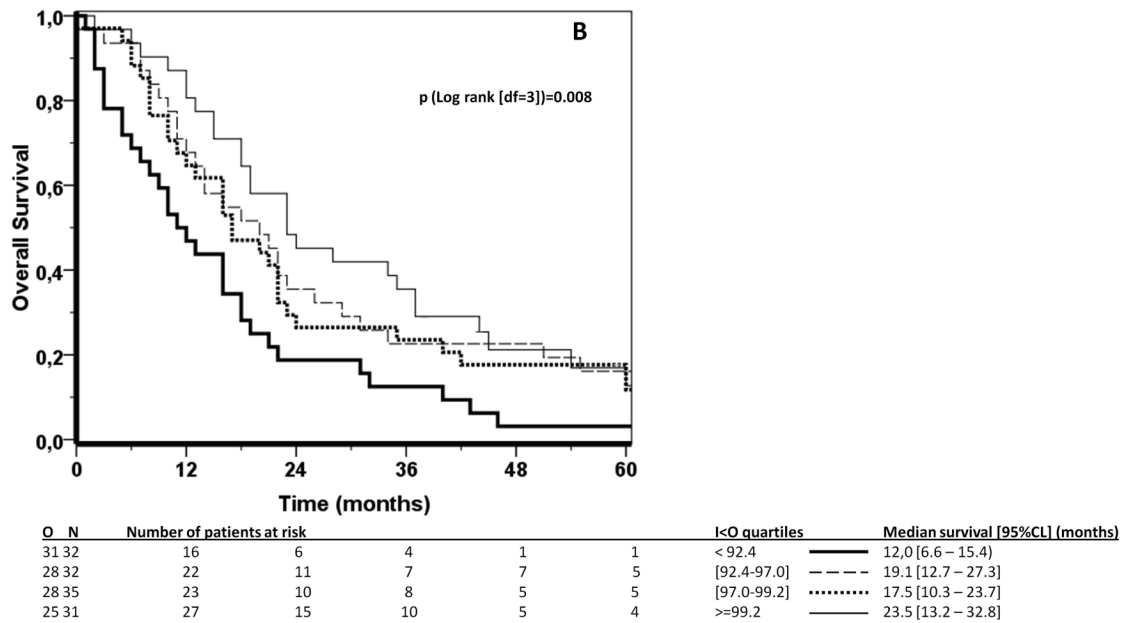 B
p (Log rank [df=3])=0.008
Overall Survival
1,0
0,8
0,6
0,4
0,2
0,0
0 12 24 36 48 60
Time (months)
O N Number of patients at risk I<O quartiles Median survival [95%CL] (months)
31 32 16 6 4 1 1 < 92.4 12,0 [6.6 – 15.4)
28 32 22 11 7 7 5 [92.4-97.0] 19.1 [12.7 – 27.3]
28 35 23 10 8 5 5 [97.0-99.2] 17.5 [10.3 – 23.7]
25 31 27 15 10 5 4 >=99.2 23.5 [13.2 – 32.8]